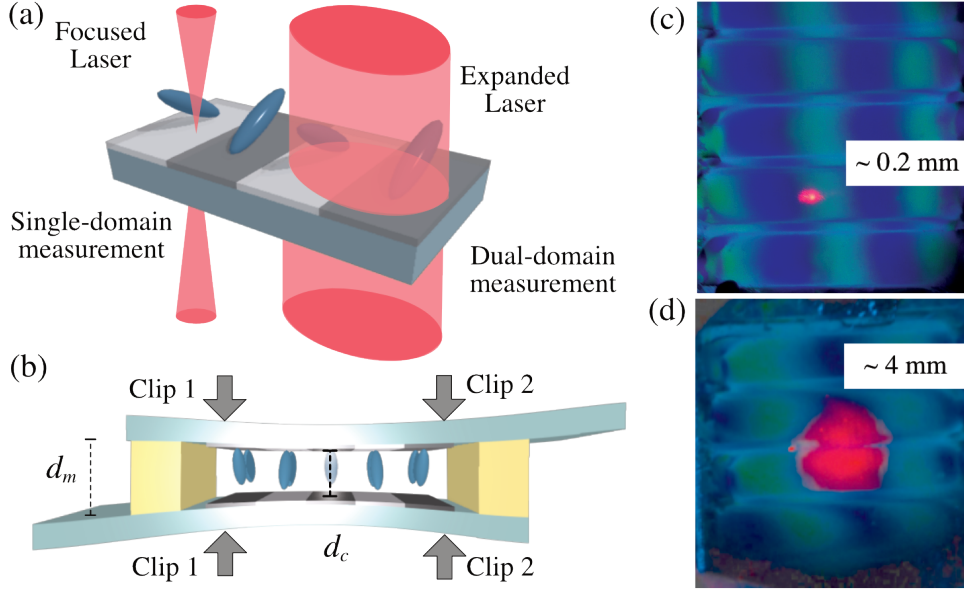 (a)
Focused
Laser
Expanded
Laser
Single-domain
measurement
Dual-domain
measurement
(b)
Clip 1
Clip 2
dₘ
d_c
Clip 1
Clip 2
(c)
~ 0.2 mm
(d)
~ 4 mm